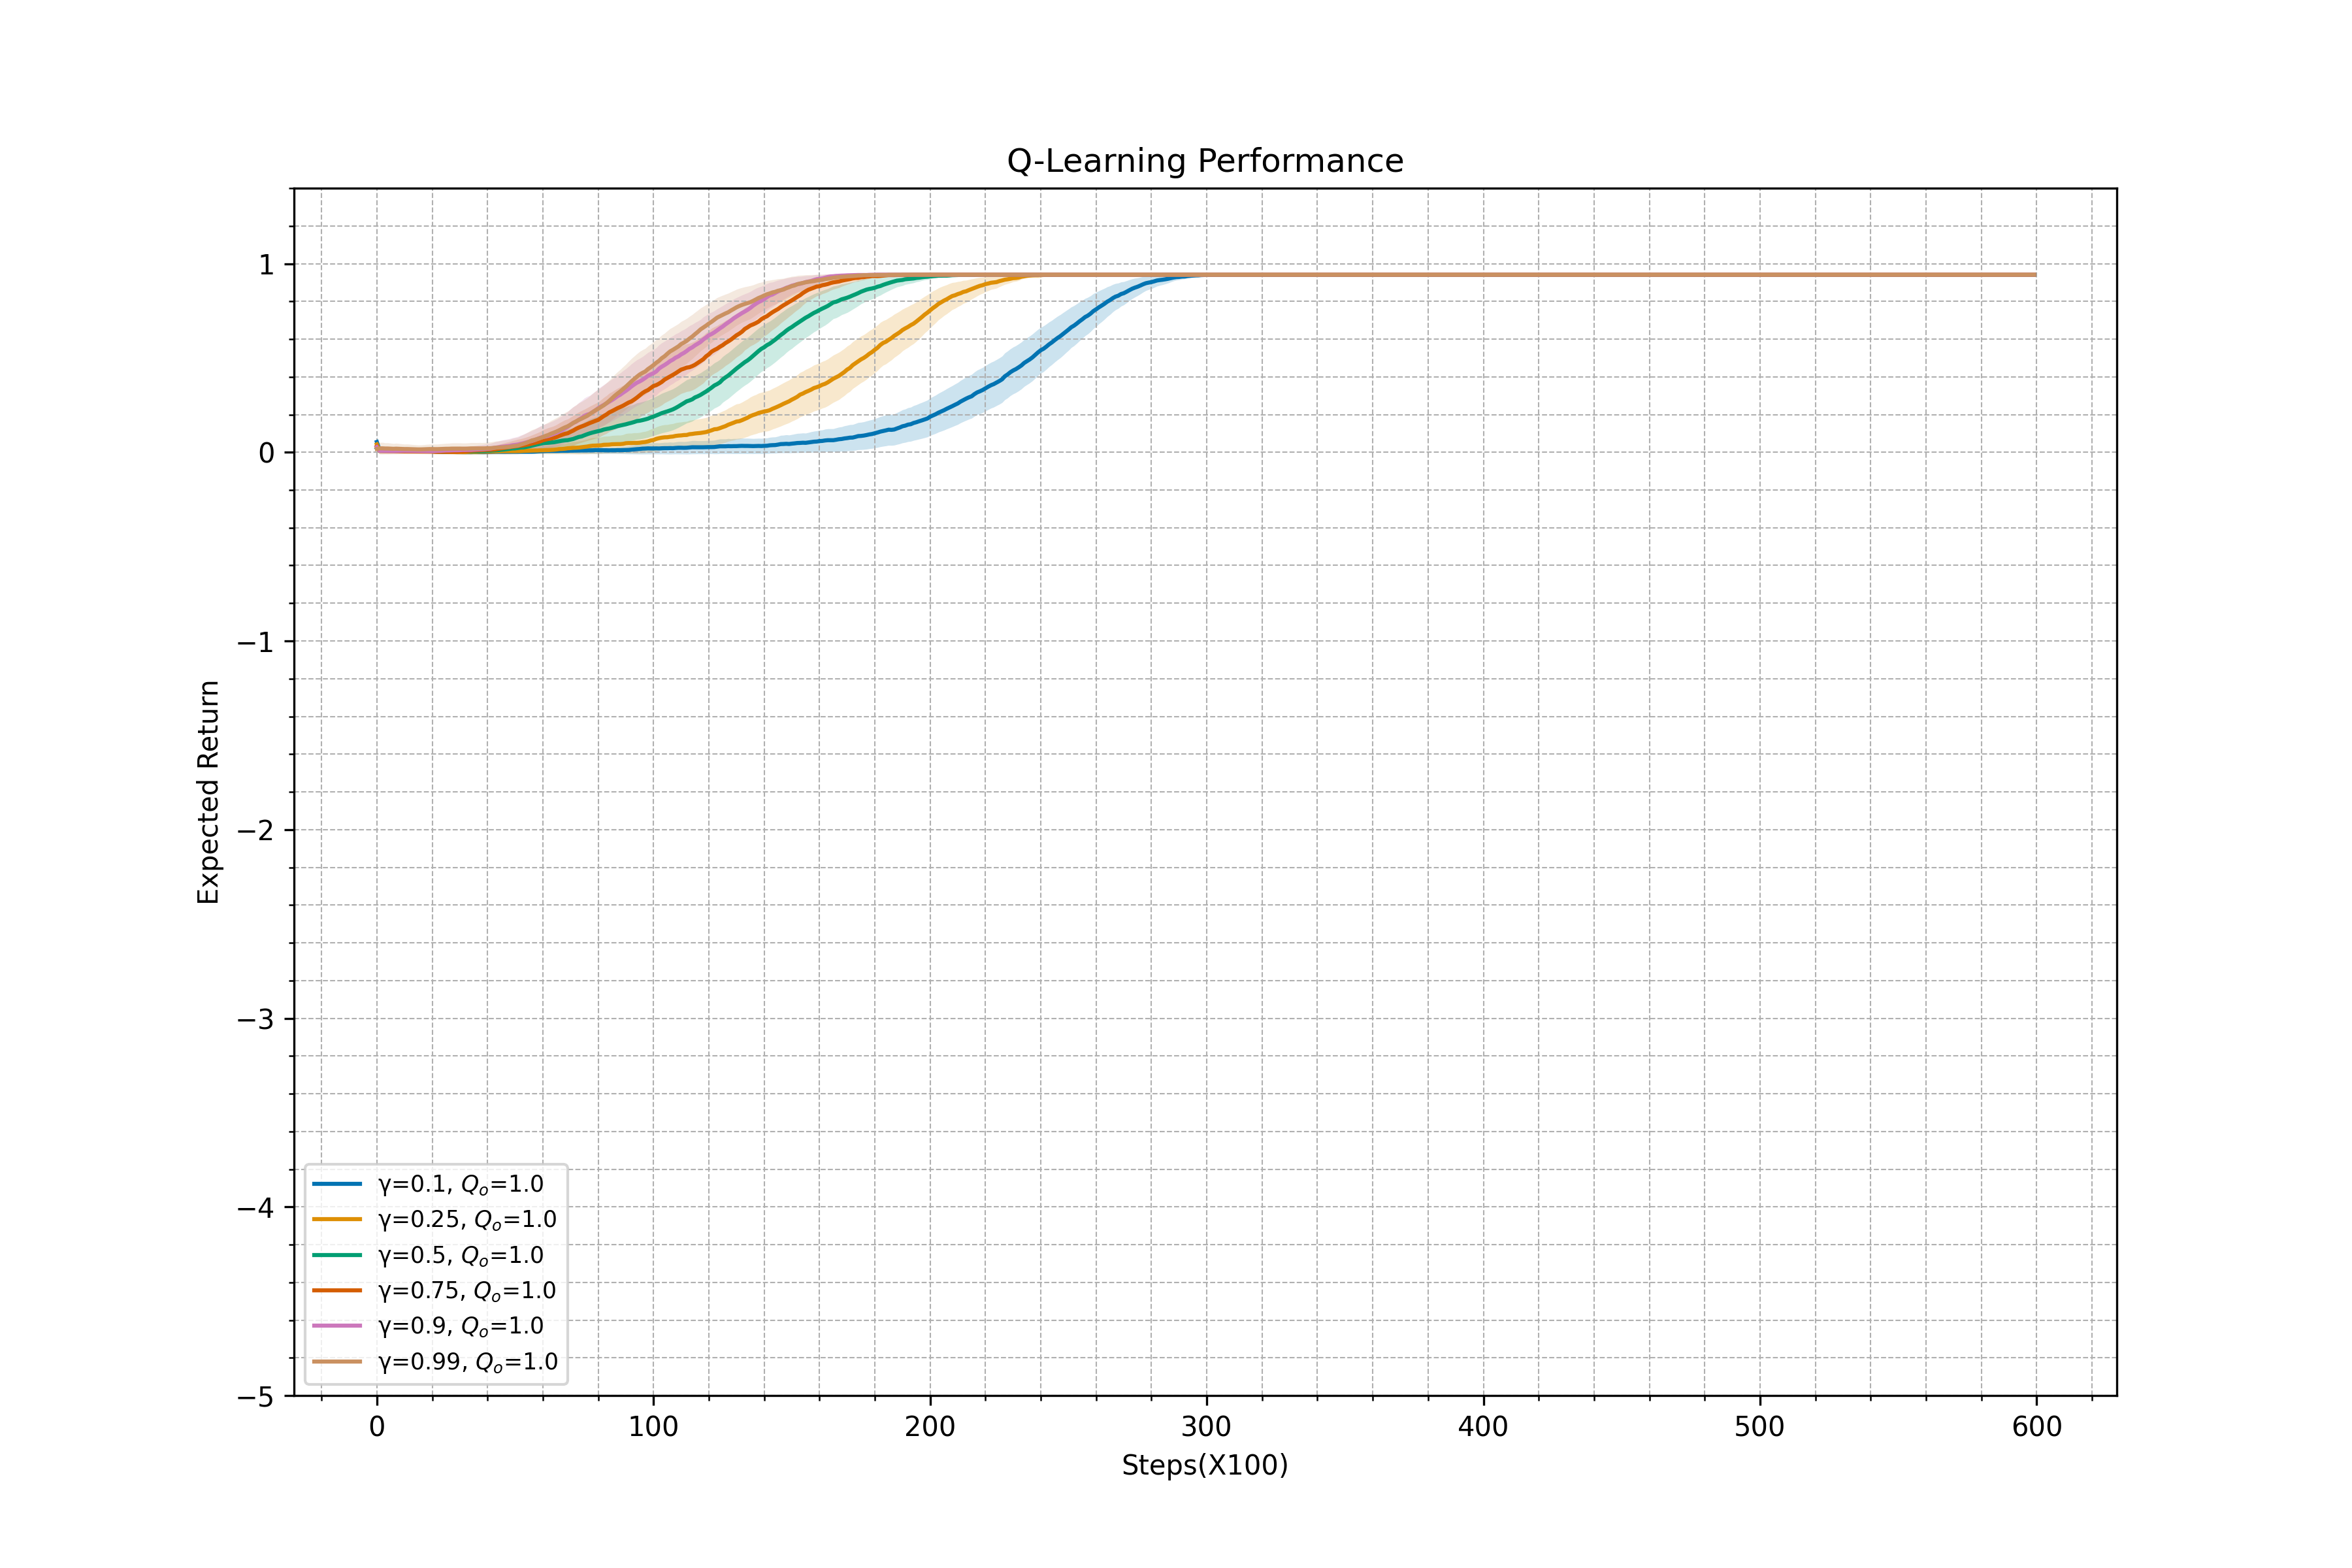 Q-Learning Performance
1
0
−1
−2
−3
−4
−5
Expected Return
γ=0.1, Qo=1.0
γ=0.25, Qo=1.0
γ=0.5, Qo=1.0
γ=0.75, Qo=1.0
γ=0.9, Qo=1.0
γ=0.99, Qo=1.0
0 100 200 300 400 500 600
Steps(X100)